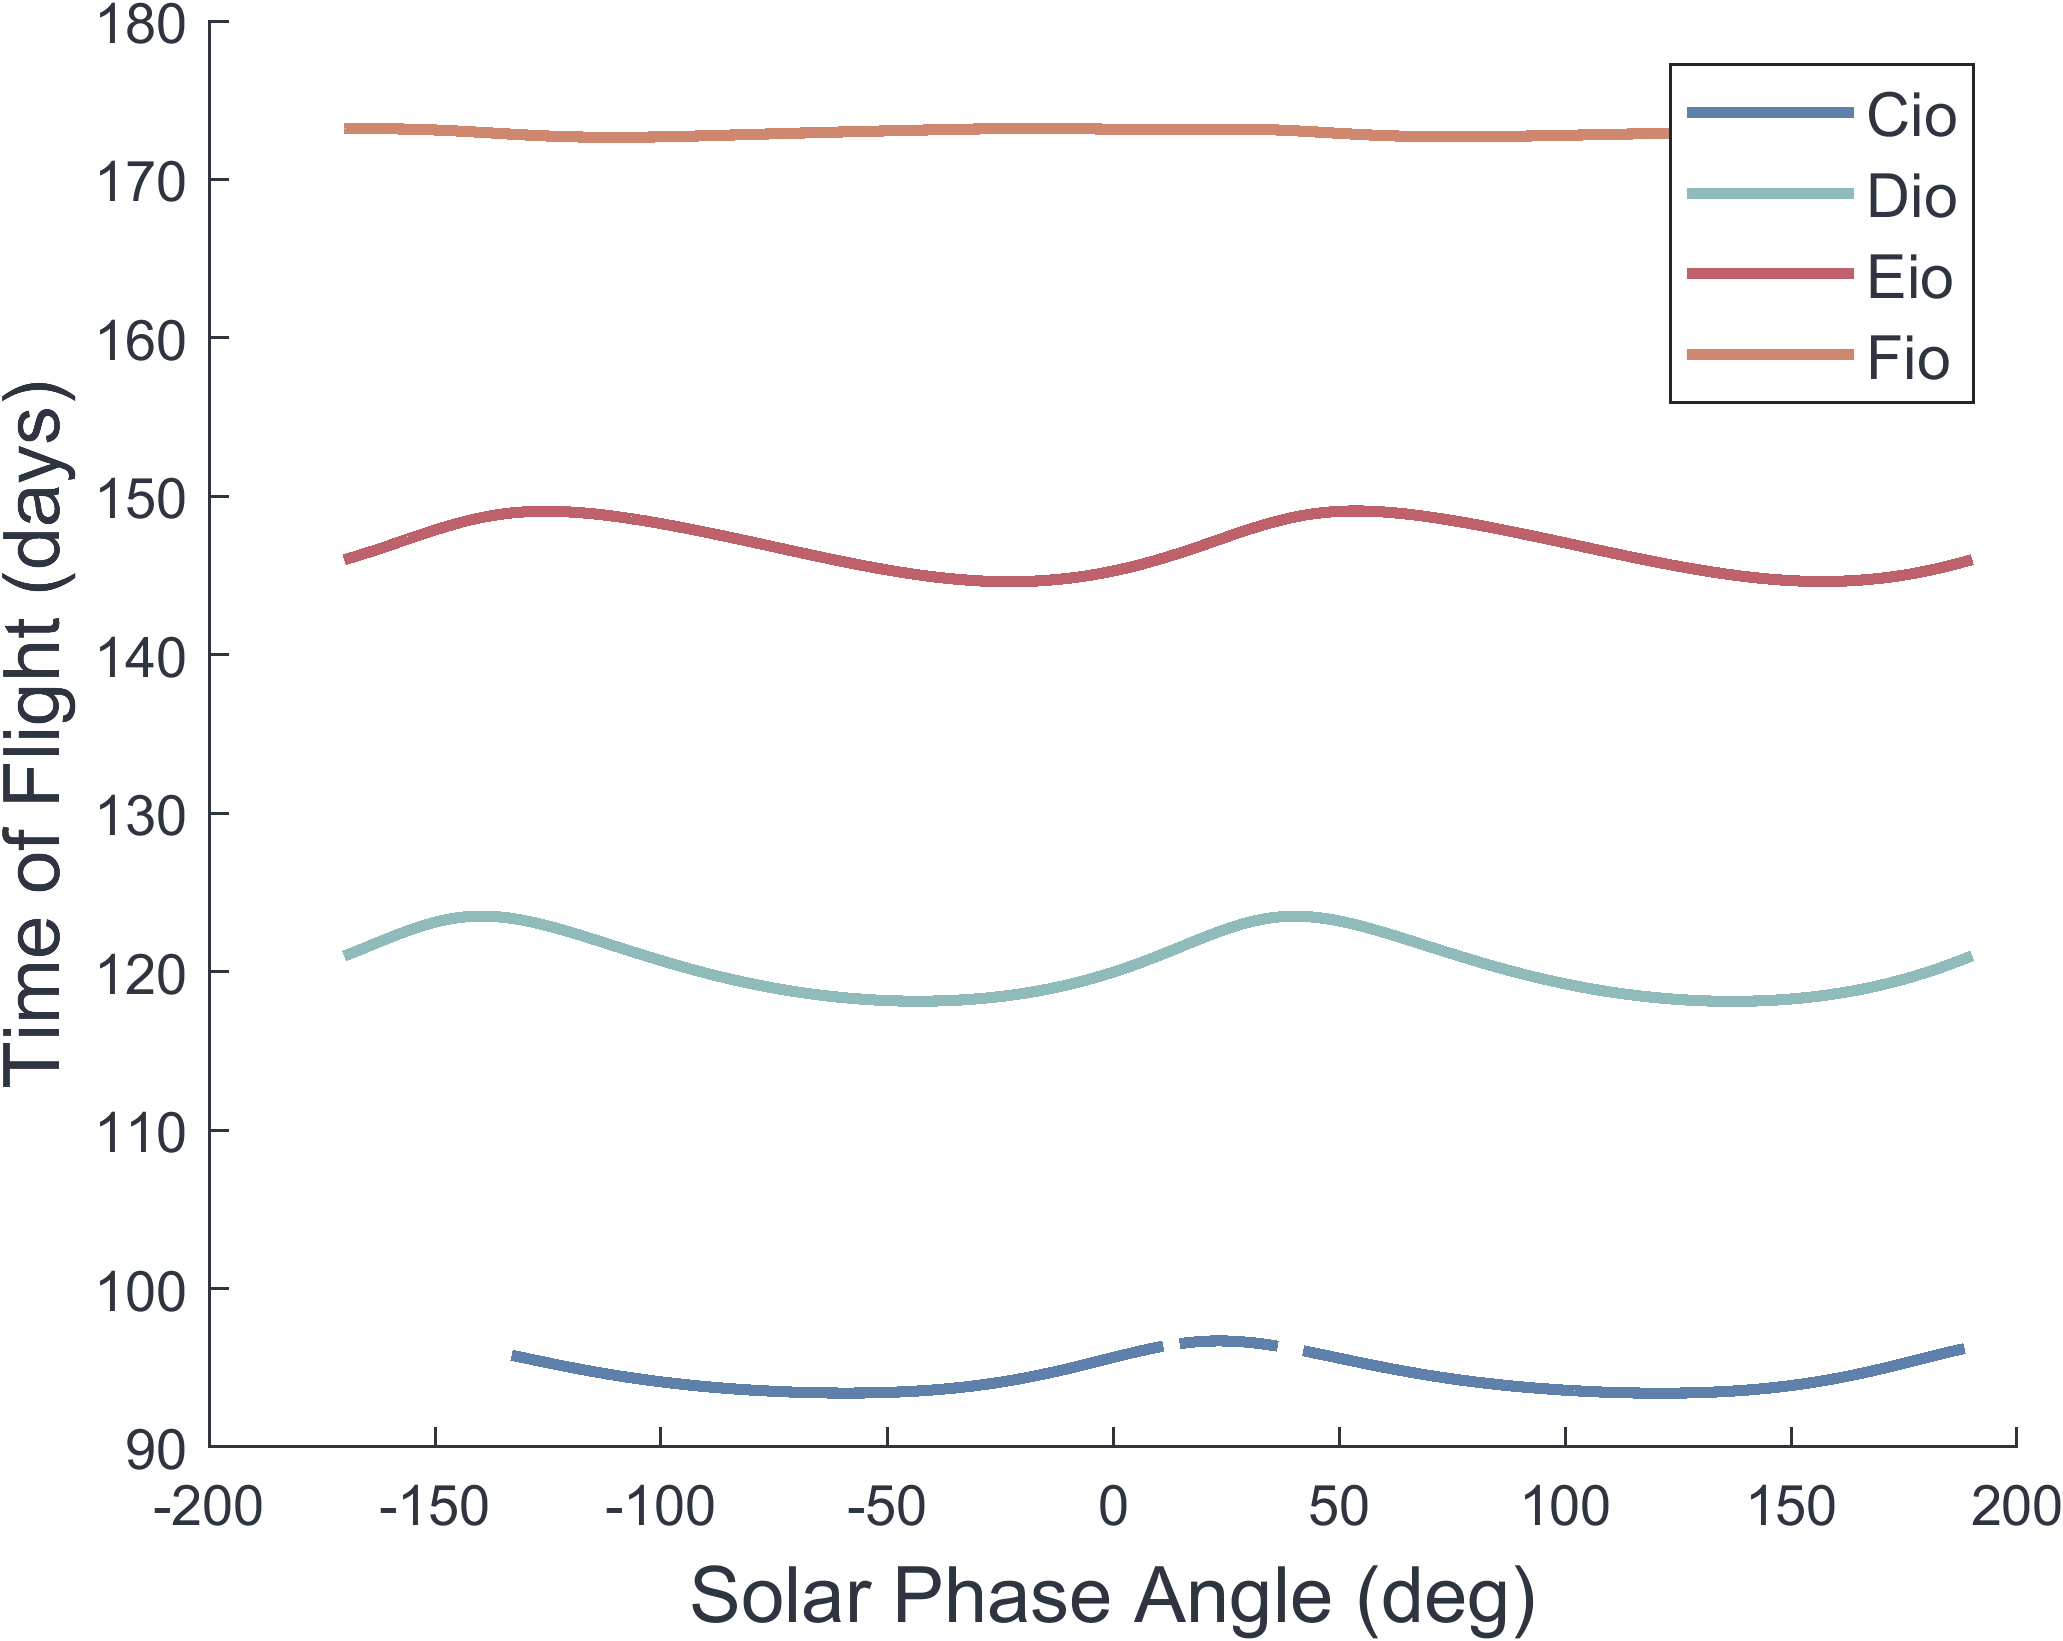 180
170
160
150
140
130
120
110
100
90
-200 -150 -100 -50 0 50 100 150 200
Time of Flight (days)
Solar Phase Angle (deg)
Cio
Dio
Eio
Fio